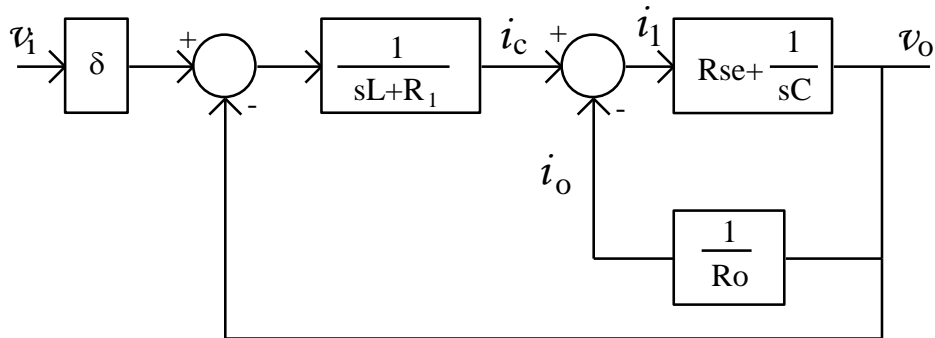 v_i
δ
+
-
1
sL+R_1
i_c
+
-
i_1
Rse+ 1
sC
v_o
i_o
1
Ro